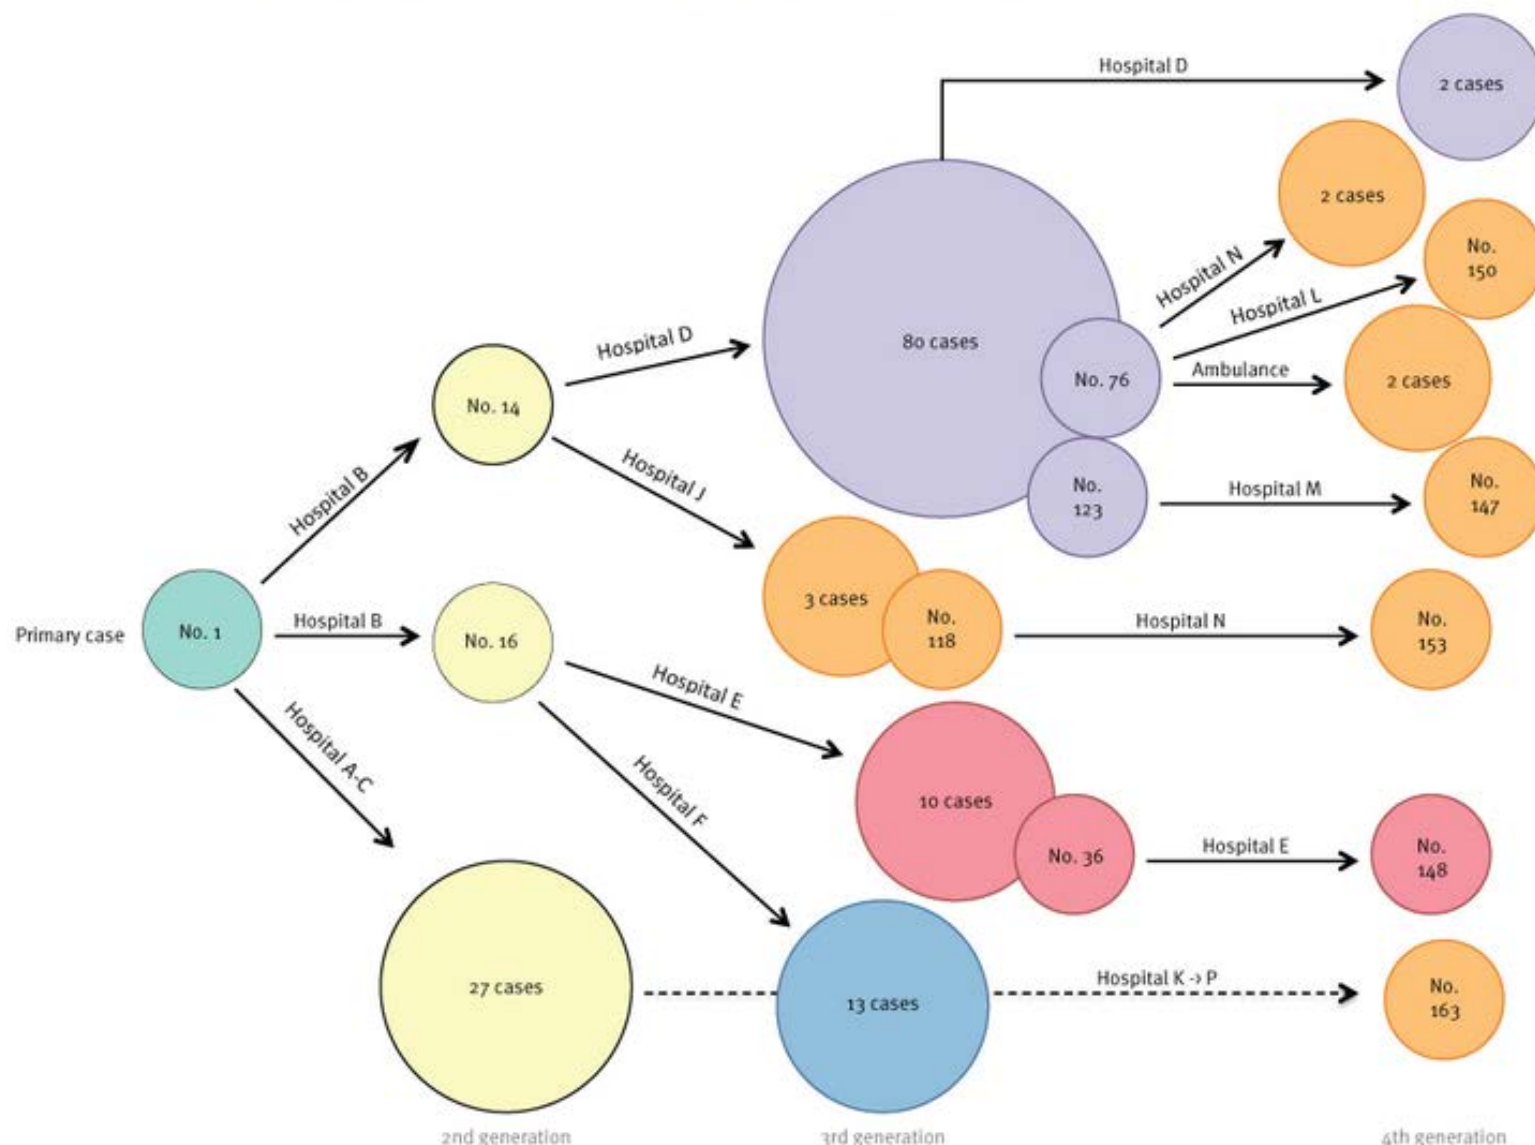 Hospital D
2 cases
2 cases
Hospital N
No.
150
Hospital L
Hospital D
80 cases
No. 76
Ambulance
2 cases
No. 14
Hospital J
No.
123
Hospital M
No.
147
Hospital B
Primary case
No. 1
Hospital B
No. 16
3 cases
No.
118
Hospital N
No.
153
Hospital E
Hospital A-C
Hospital F
10 cases
No. 36
Hospital E
No.
148
27 cases
13 cases
Hospital K -> P
No.
163
2nd generation
3rd generation
4th generation